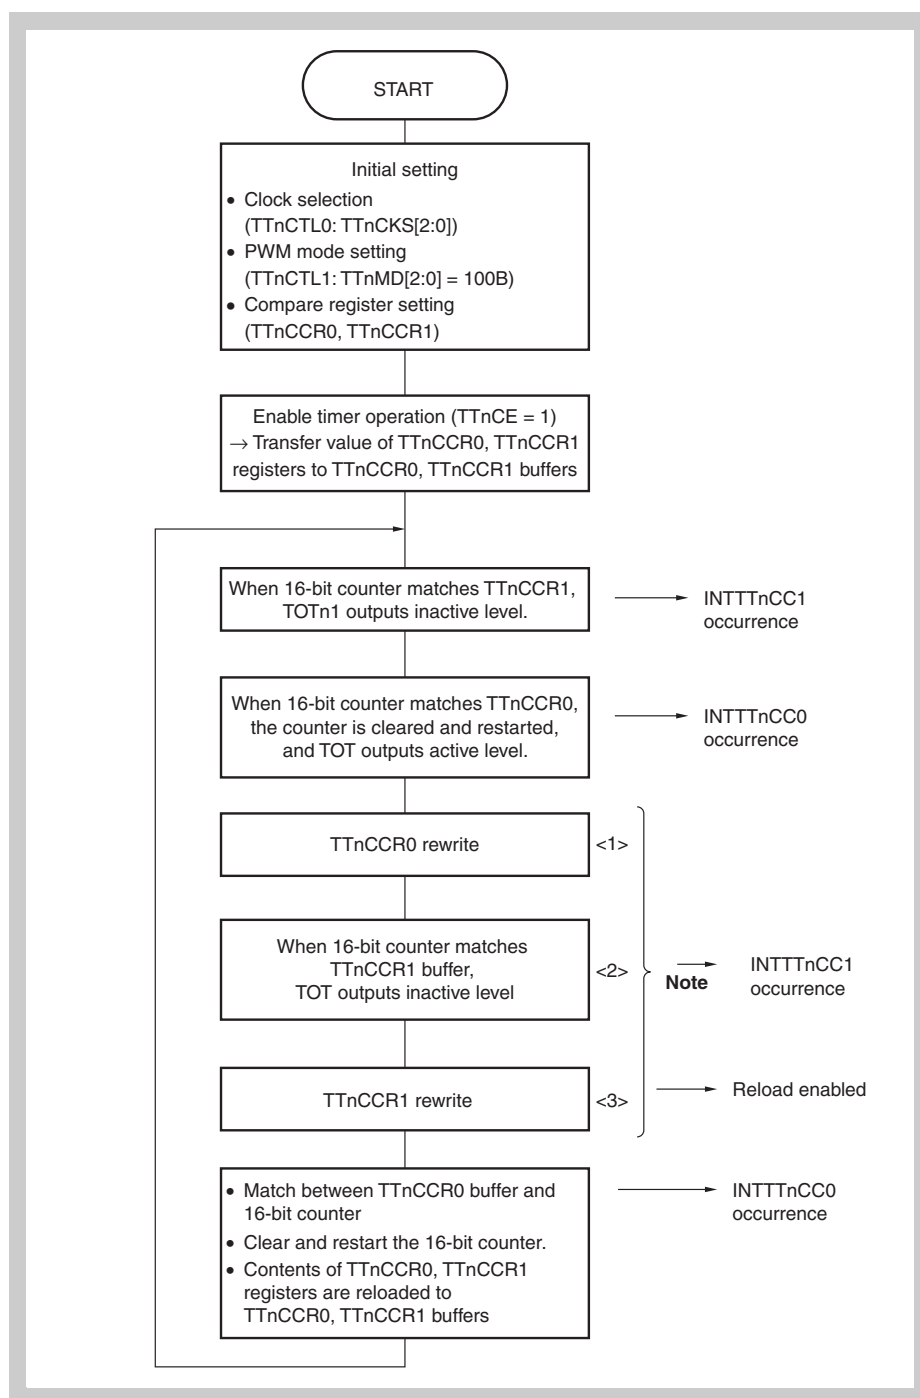 START
Initial setting
• Clock selection
(TTnCTL0: TTnCKS[2:0])
• PWM mode setting
(TTnCTL1: TTnMD[2:0] = 100B)
• Compare register setting
(TTnCCR0, TTnCCR1)
Enable timer operation (TTnCE = 1)
→ Transfer value of TTnCCR0, TTnCCR1
registers to TTnCCR0, TTnCCR1 buffers
When 16-bit counter matches TTnCCR1,
TOTn1 outputs inactive level.
INTTTnCC1
occurrence
When 16-bit counter matches TTnCCR0,
the counter is cleared and restarted,
and TOT outputs active level.
INTTTnCC0
occurrence
TTnCCR0 rewrite
<1>
When 16-bit counter matches
TTnCCR1 buffer,
TOT outputs inactive level
<2>
Note
INTTTnCC1
occurrence
TTnCCR1 rewrite
<3>
Reload enabled
• Match between TTnCCR0 buffer and
16-bit counter
• Clear and restart the 16-bit counter.
• Contents of TTnCCR0, TTnCCR1
registers are reloaded to
TTnCCR0, TTnCCR1 buffers
INTTTnCC0
occurrence